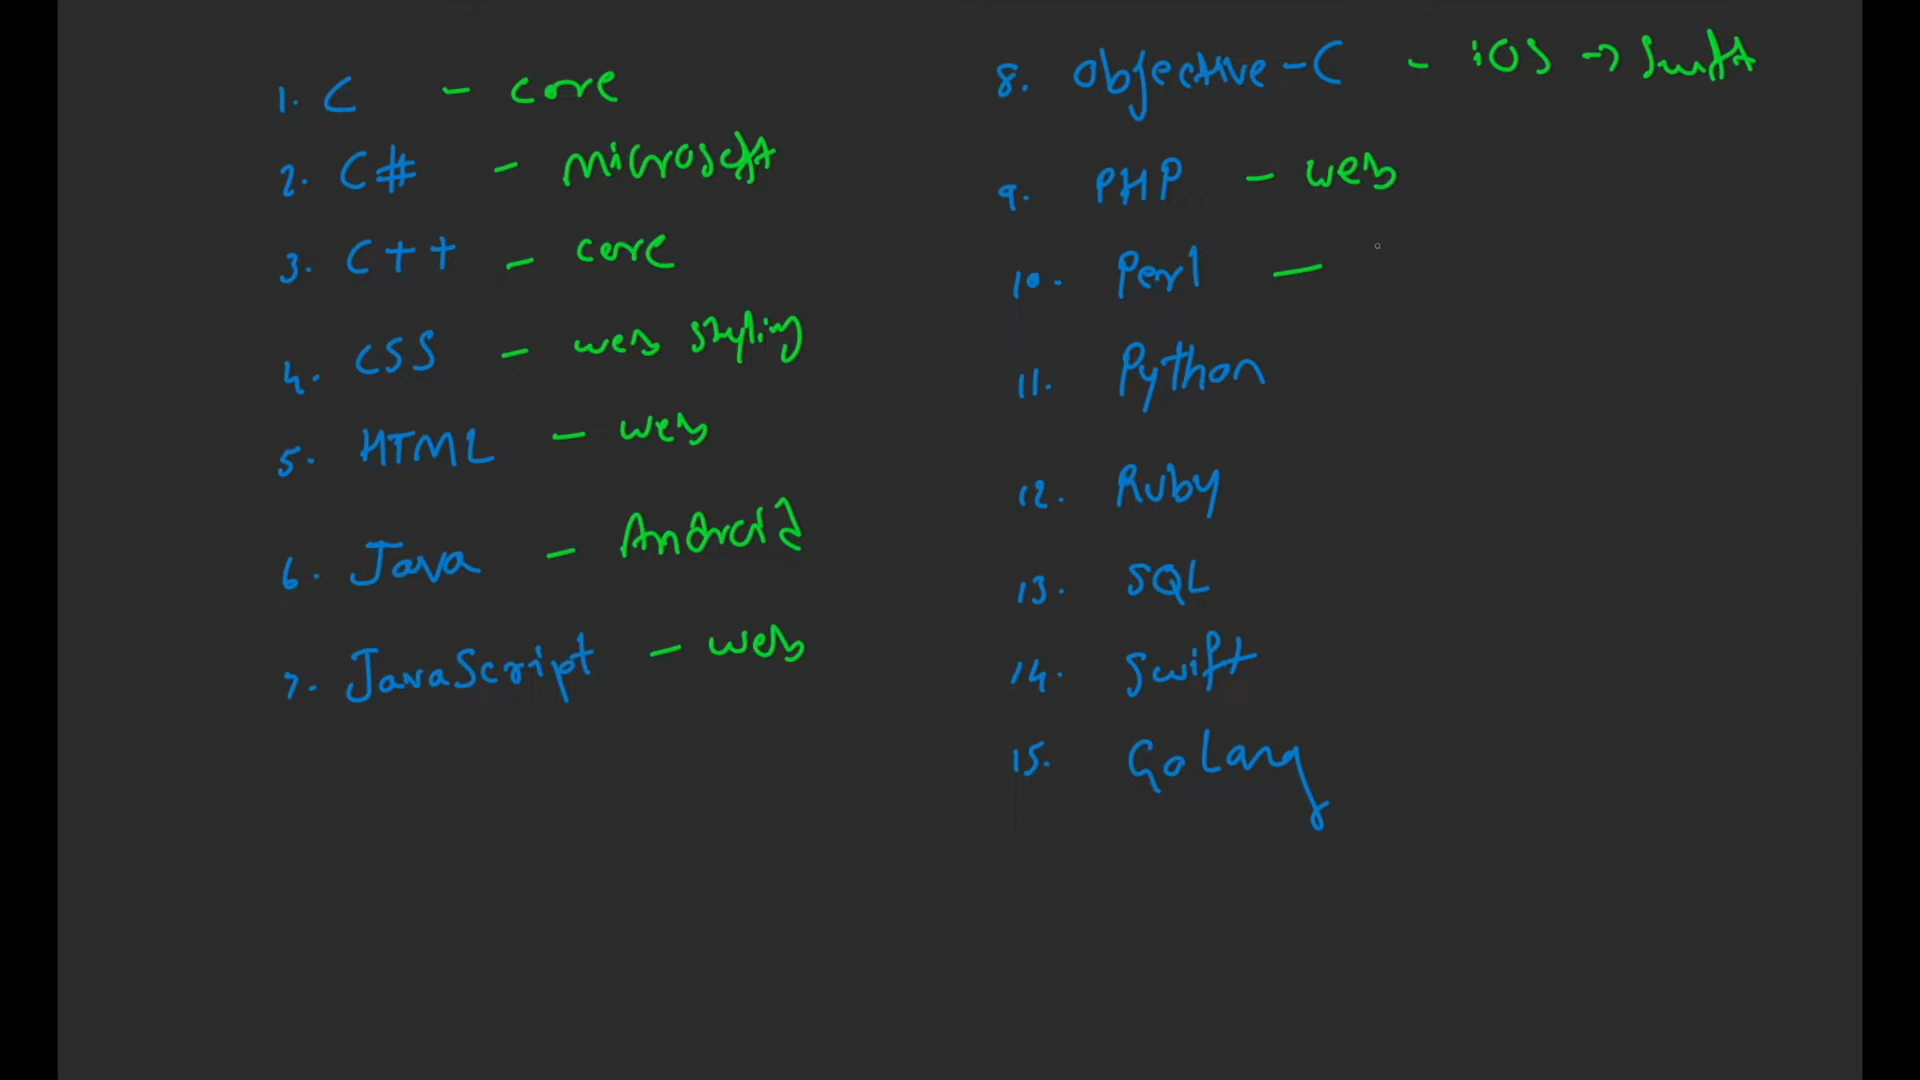 1. C - core
2. C# - microsoft
3. C++ - core
4. CSS - web styling
5. HTML - web
6. Java - Android
7. JavaScript - web
8. Objective-C - iOS → Swift
9. PHP - web
10. Perl -
11. Python
12. Ruby
13. SQL
14. Swift
15. GoLang